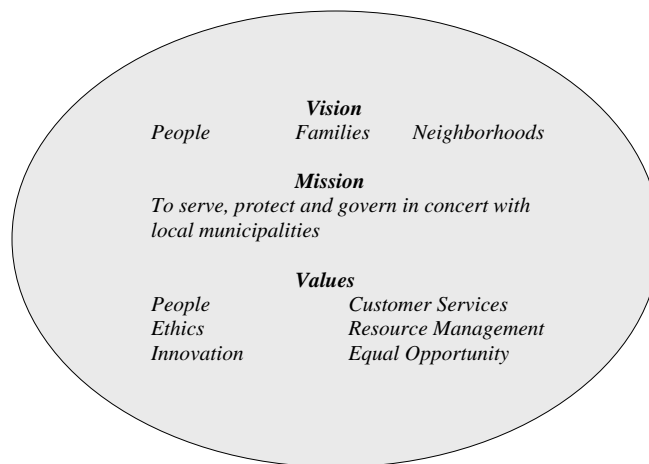 Vision
People Families Neighborhoods
Mission
To serve, protect and govern in concert with
local municipalities
Values
People Customer Services
Ethics Resource Management
Innovation Equal Opportunity